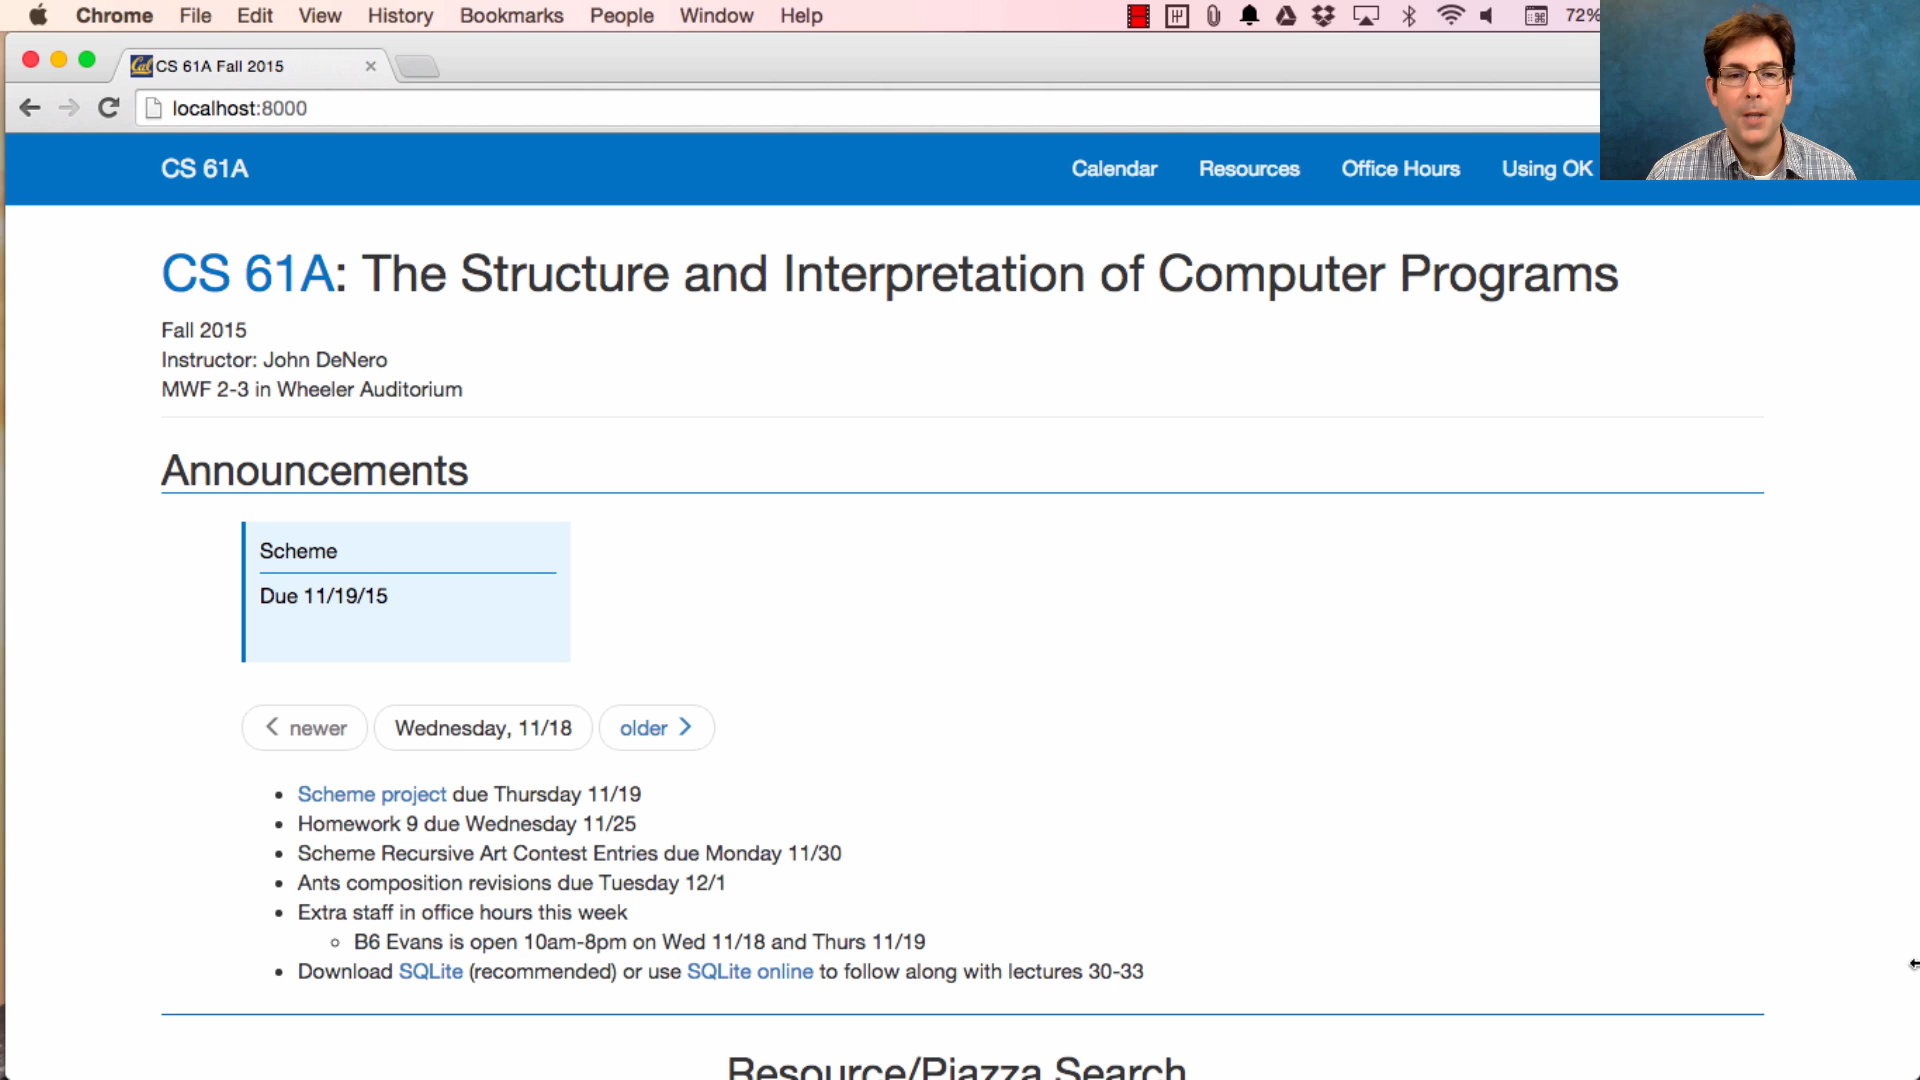 Chrome File Edit View History Bookmarks People Window Help 72%
Cal CS 61A Fall 2015
localhost:8000
CS 61A Calendar Resources Office Hours Using OK
CS 61A: The Structure and Interpretation of Computer Programs
Fall 2015
Instructor: John DeNero
MWF 2-3 in Wheeler Auditorium
Announcements
Scheme
Due 11/19/15
newer Wednesday, 11/18 older
Scheme project due Thursday 11/19
Homework 9 due Wednesday 11/25
Scheme Recursive Art Contest Entries due Monday 11/30
Ants composition revisions due Tuesday 12/1
Extra staff in office hours this week
B6 Evans is open 10am-8pm on Wed 11/18 and Thurs 11/19
Download SQLite (recommended) or use SQLite online to follow along with lectures 30-33
Resource/Piazza Search